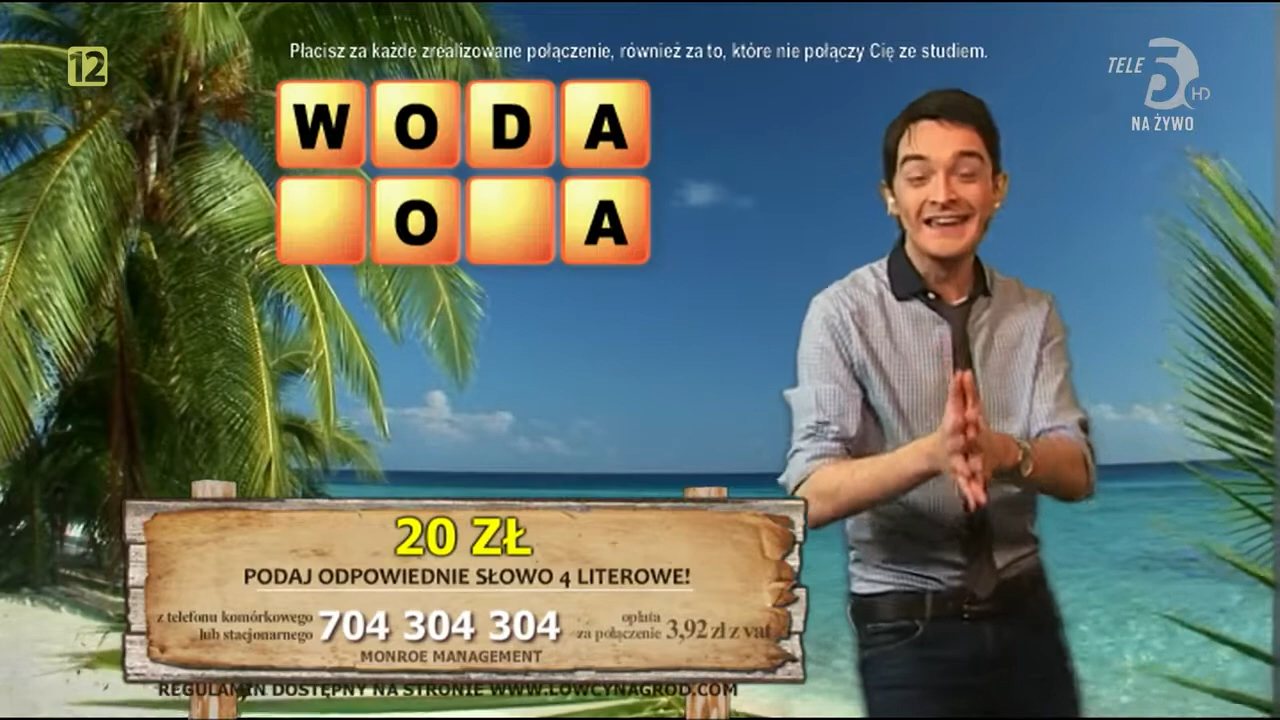 12
Płacisz za każde zrealizowane połączenie, również za to, które nie połączy Cię ze studiem.
TELE 5 HD
NA ŻYWO
WODA
O A
20 ZŁ
PODAJ ODPOWIEDNIE SŁOWO 4 LITEROWE!
z telefonu komórkowego
lub stacjonarnego
704 304 304
opłata
za połączenie 3,92 zł z vat
MONROE MANAGEMENT
REGULAMIN DOSTĘPNY NA STRONIE WWW.LOWCYNAGROD.COM